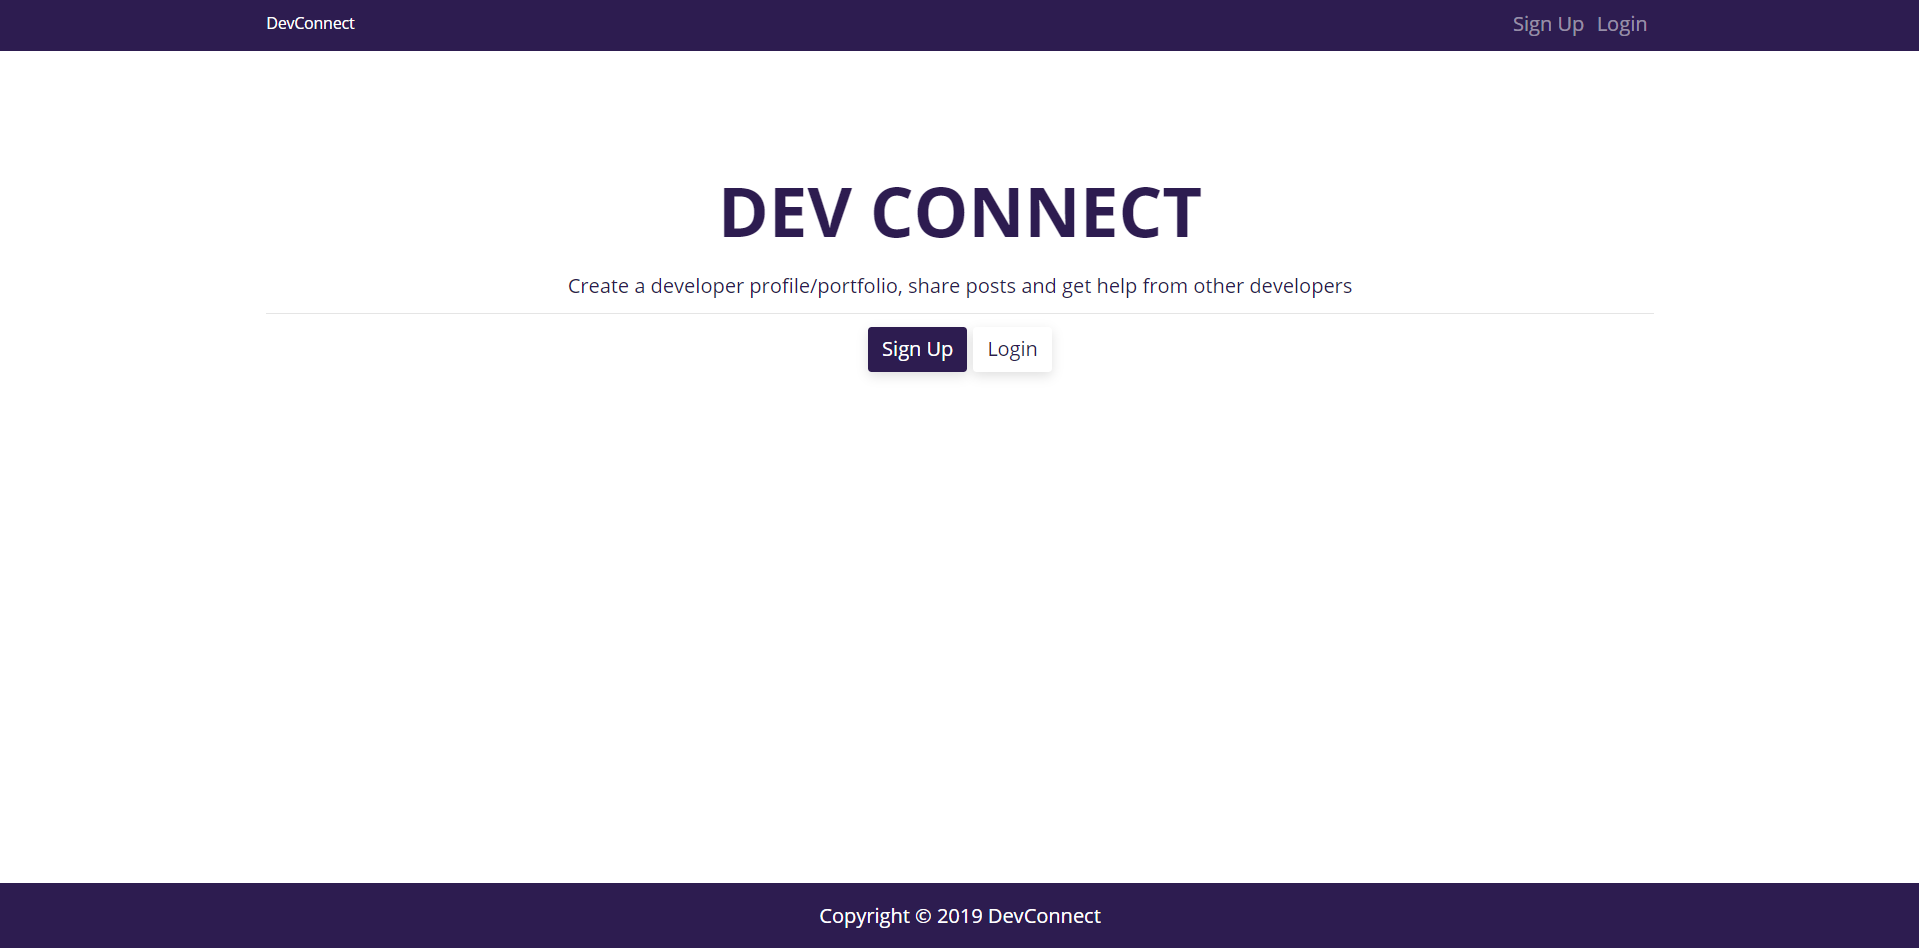 DevConnect
Sign Up Login
DEV CONNECT
Create a developer profile/portfolio, share posts and get help from other developers
Sign Up Login
Copyright © 2019 DevConnect